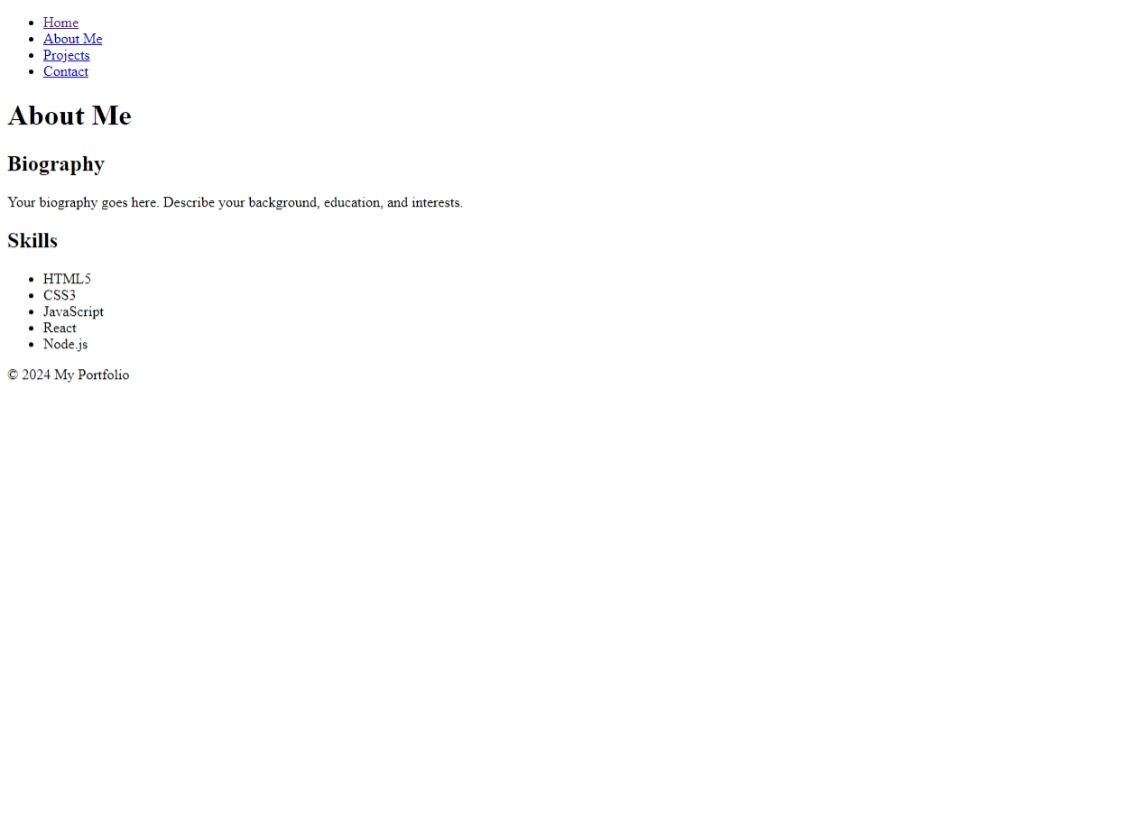 Home
About Me
Projects
Contact
About Me
Biography
Your biography goes here. Describe your background, education, and interests.
Skills
HTML5
CSS3
JavaScript
React
Node.js
© 2024 My Portfolio